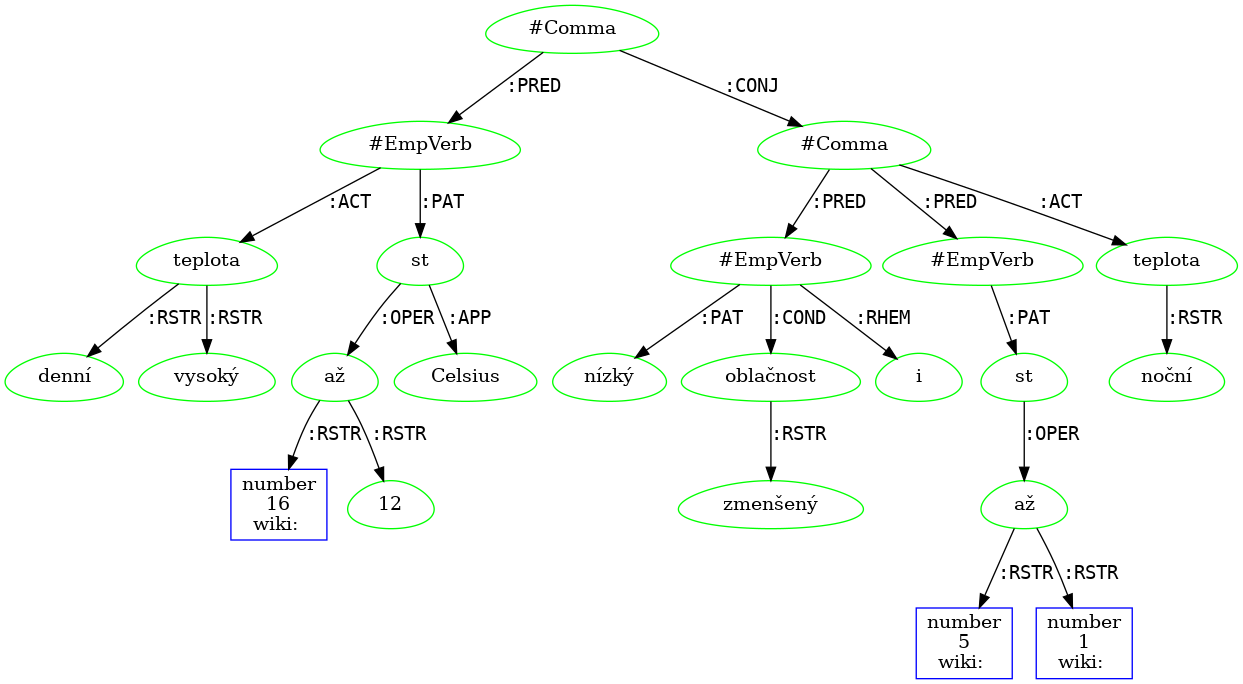 #Comma
:PRED :CONJ
#EmpVerb #Comma
:ACT :PAT :PRED :PRED :ACT
teplota st #EmpVerb #EmpVerb teplota
:RSTR :RSTR :OPER :APP :PAT :COND :RHEM :PAT :RSTR
denní vysoký až Celsius nízký oblačnost i st noční
:RSTR :RSTR :RSTR :OPER
number
16
wiki:
12 zmenšený až
:RSTR :RSTR
number
5
wiki:
number
1
wiki: